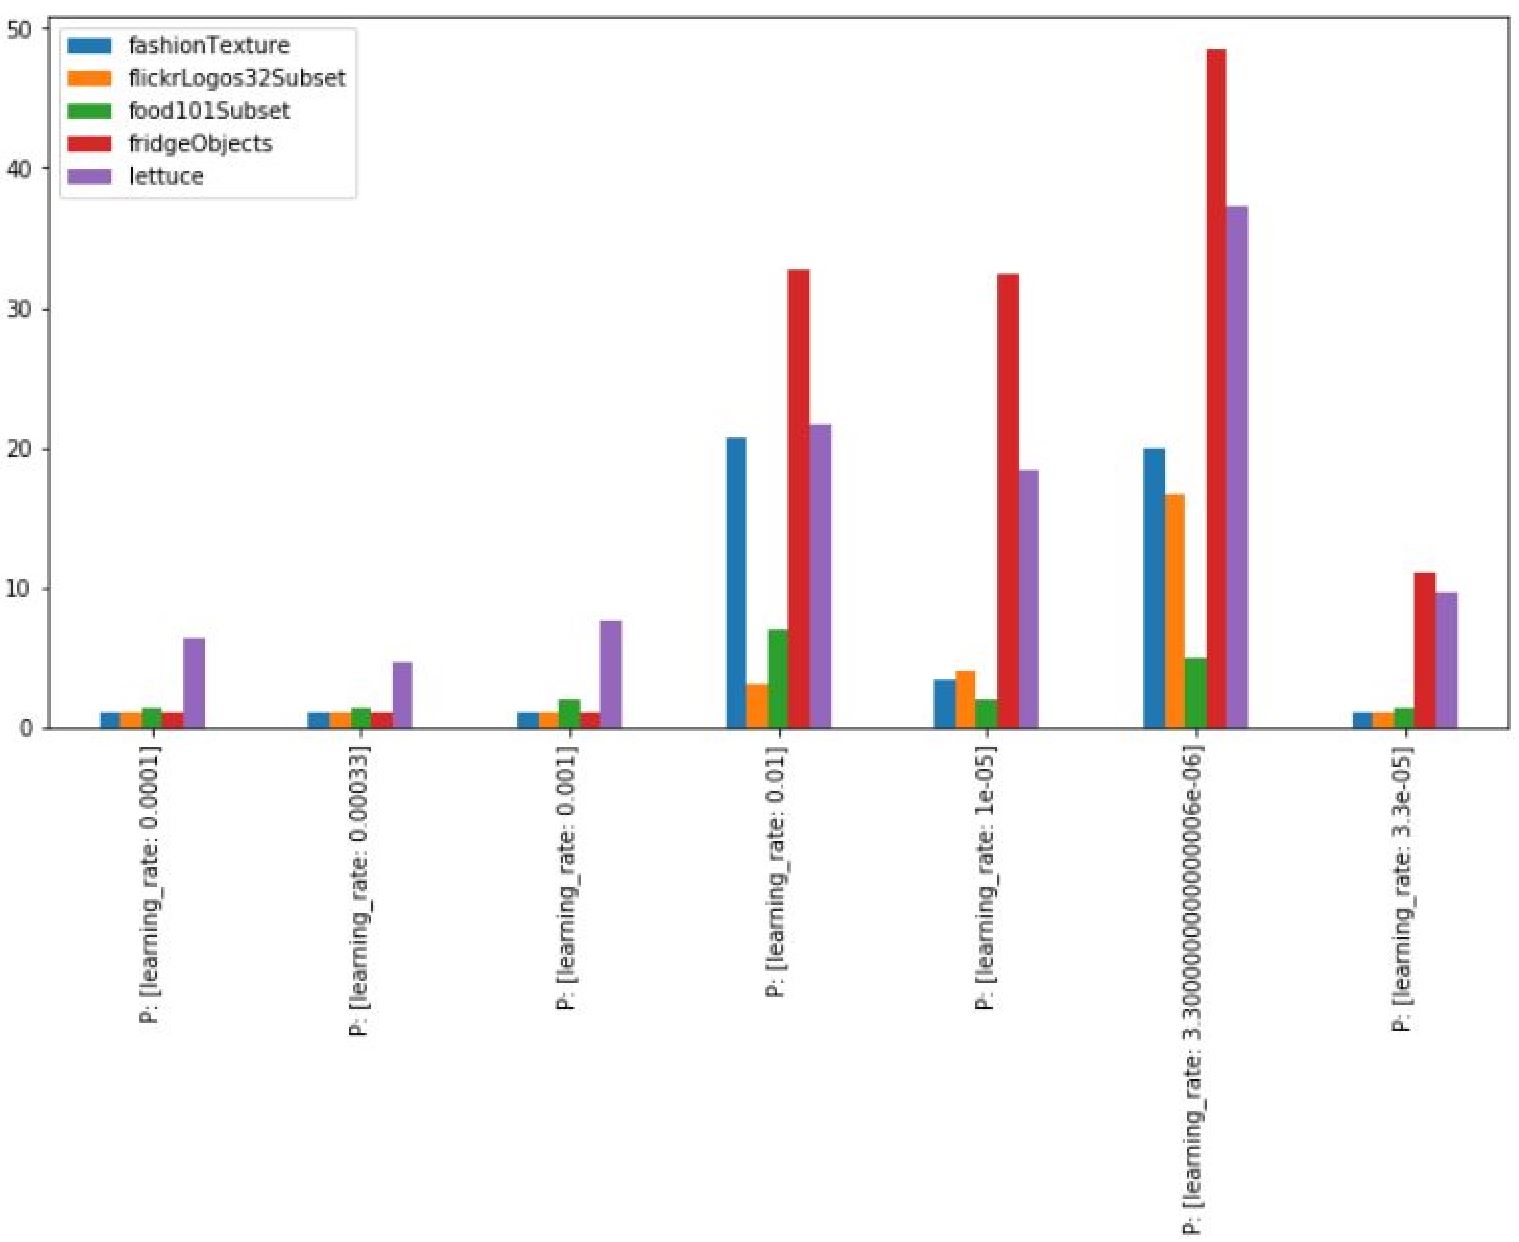 50
40
30
20
10
0
fashionTexture
flickrLogos32Subset
food101Subset
fridgeObjects
lettuce
P: [learning_rate: 0.0001]
P: [learning_rate: 0.00033]
P: [learning_rate: 0.001]
P: [learning_rate: 0.01]
P: [learning_rate: 1e-05]
P: [learning_rate: 3.3000000000000006e-06]
P: [learning_rate: 3.3e-05]